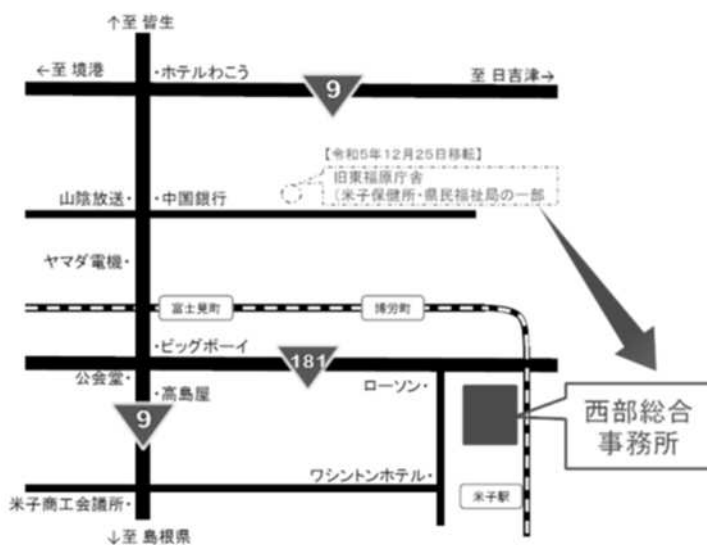 ↑至 皆生
←至 境港
・ホテルわこう
至 日吉津→
9
【令和5年12月25日移転】
旧東福原庁舎
(米子保健所・県民福祉局の一部
山陰放送・
・中国銀行
ヤマダ電機・
富士見町
博労町
・ビッグボーイ
181
公会堂・
・高島屋
ローソン・
9
西部総合
事務所
ワシントンホテル・
米子駅
米子商工会議所・
↓至 島根県